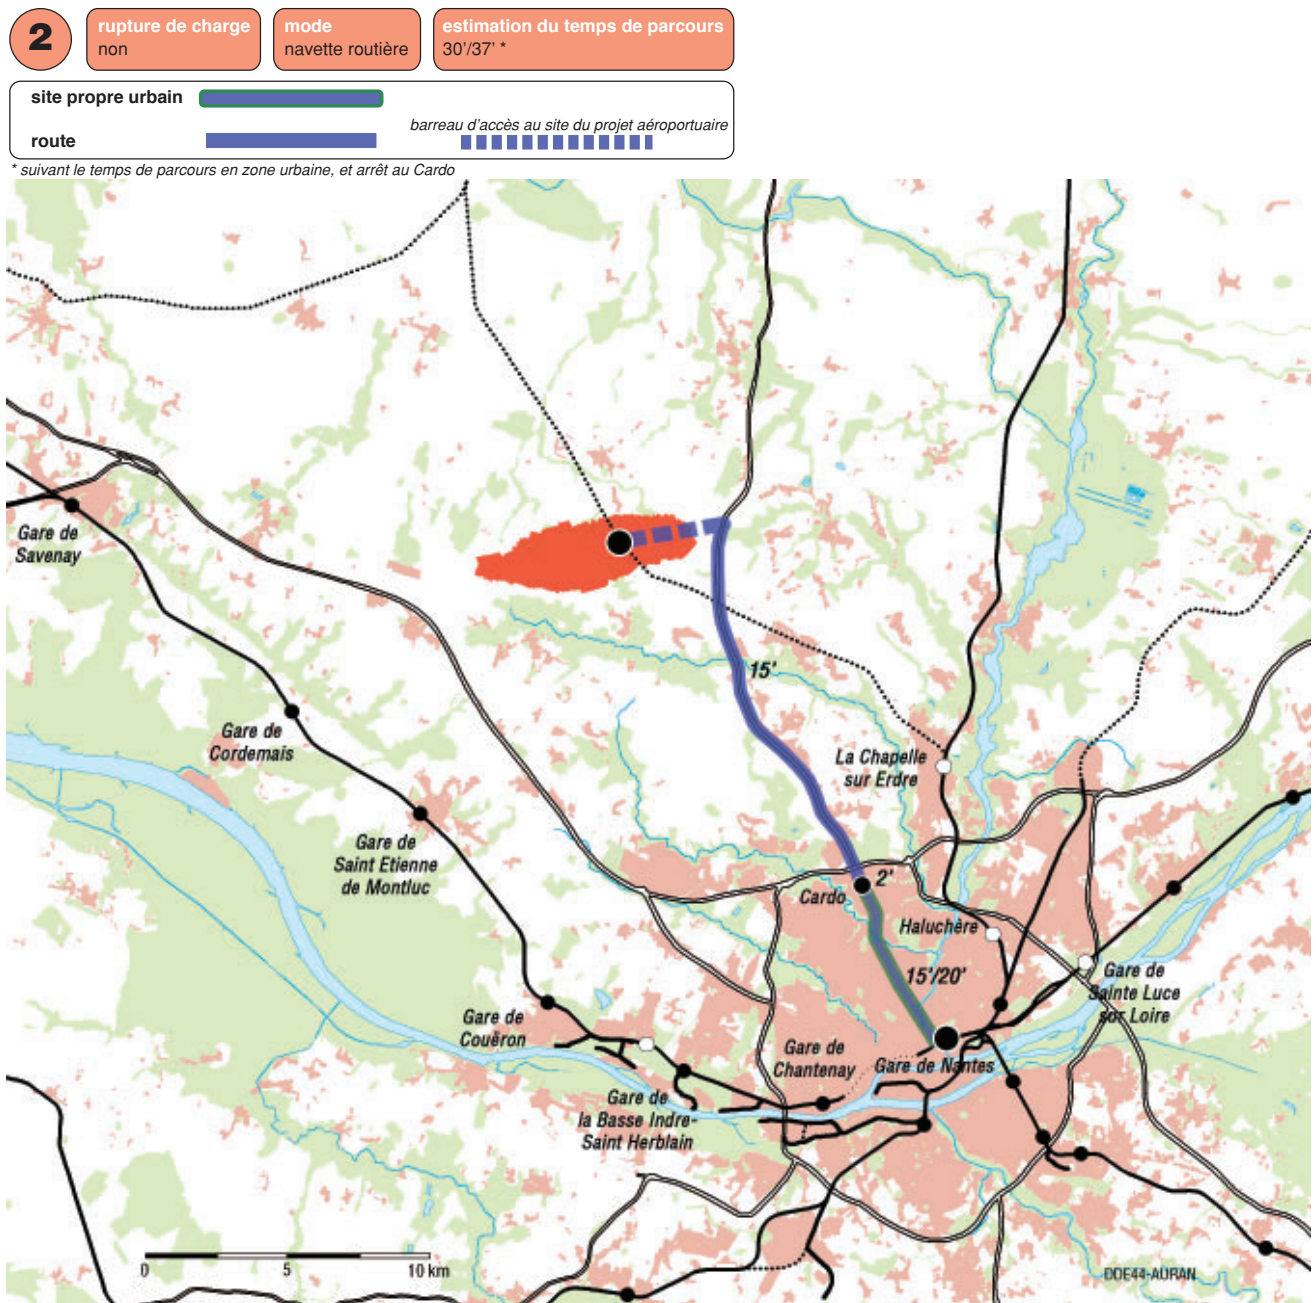 2
rupture de charge
non
mode
navette routière
estimation du temps de parcours
30'/37' *
site propre urbain
route
barreau d'accès au site du projet aéroportuaire
* suivant le temps de parcours en zone urbaine, et arrêt au Cardo
Gare de
Savenay
15'
Gare de
Cordemais
La Chapelle
sur Erdre
Gare de
Saint Etienne
de Montluc
2'
Cardo
Haluchère
15'/20'
Gare de
Sainte Luce
sur Loire
Gare de
Couëron
Gare de
Chantenay
Gare de Nantes
Gare de
la Basse Indre-
Saint Herblain
0 5 10 km
DDE44-AURAN